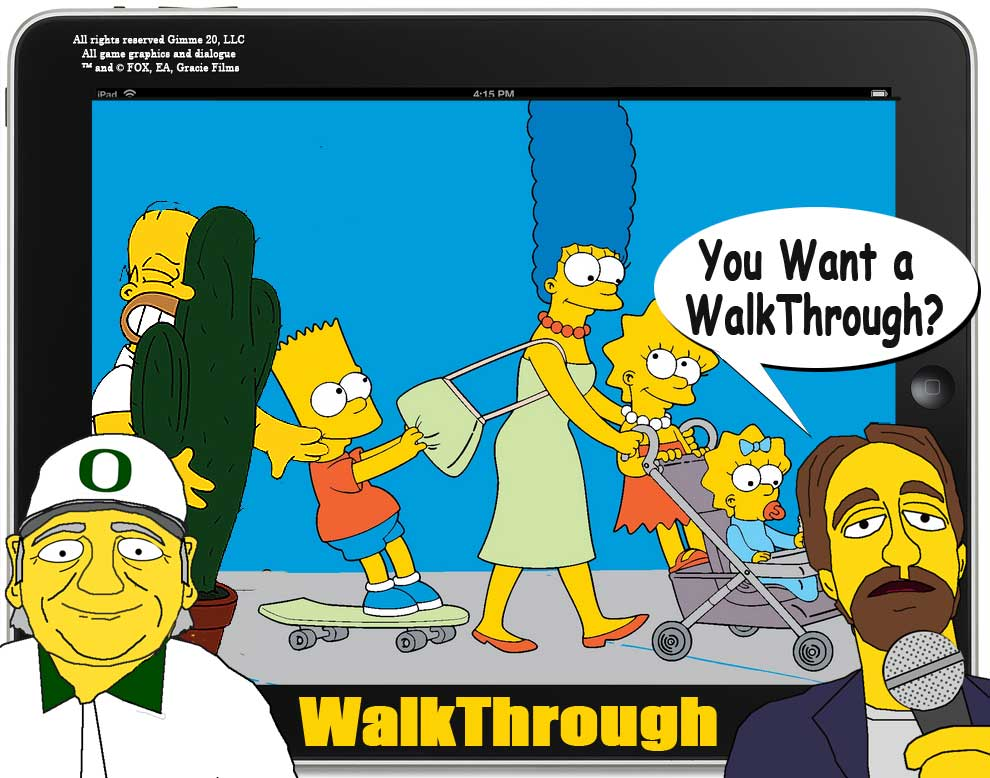 All rights reserved Gimme 20, LLC
All game graphics and dialogue
™ and © FOX, EA, Gracie Films
iPad
4:15 PM
You Want a
WalkThrough?
O
WalkThrough